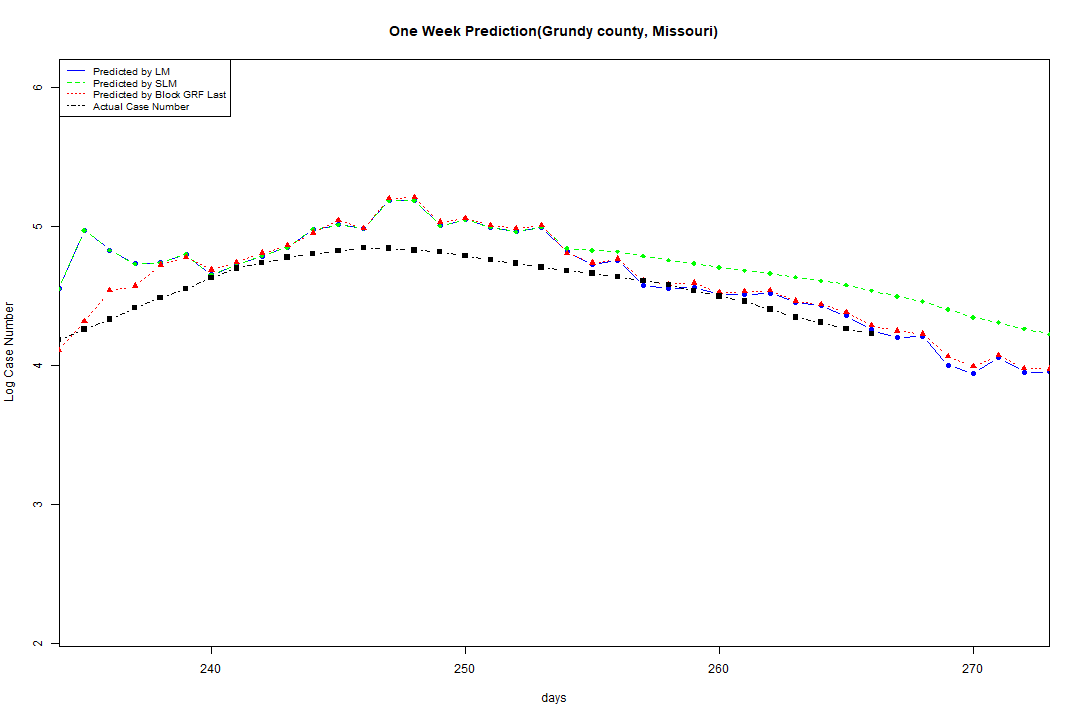 One Week Prediction(Grundy county, Missouri)
Predicted by LM
Predicted by SLM
Predicted by Block GRF Last
Actual Case Number
6
5
4
3
2
Log Case Number
240
250
260
270
days